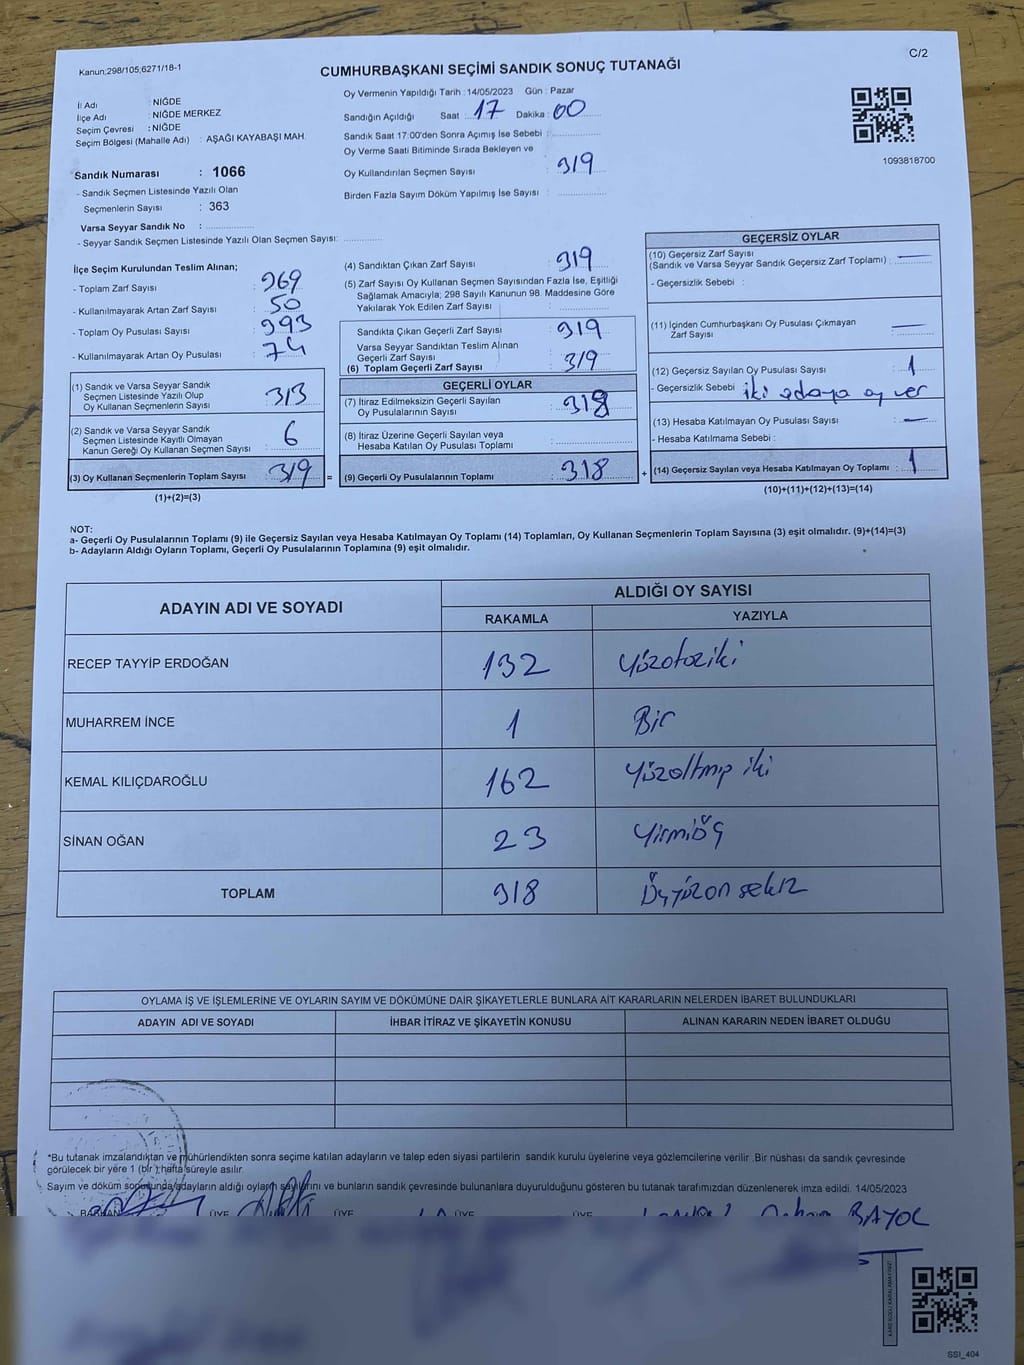 Kanun;298/105;6271/18-1
C/2
CUMHURBAŞKANI SEÇİMİ SANDIK SONUÇ TUTANAĞI
İl Adı : NİĞDE
İlçe Adı : NİĞDE MERKEZ
Seçim Çevresi : NİĞDE
Seçim Bölgesi (Mahalle Adı) : AŞAĞI KAYABAŞI MAH.
Sandık Numarası : 1066
- Sandık Seçmen Listesinde Yazılı Olan
Seçmenlerin Sayısı : 363
Varsa Seyyar Sandık No :
- Seyyar Sandık Seçmen Listesinde Yazılı Olan Seçmen Sayısı:
Oy Vermenin Yapıldığı Tarih : 14/05/2023 Gün : Pazar
Sandığın Açıldığı Saat : 17 Dakika : 00
Sandık Saat 17:00'den Sonra Açımış İse Sebebi :
Oy Verme Saati Bitiminde Sırada Bekleyen ve
Oy Kullandırılan Seçmen Sayısı : 319
Birden Fazla Sayım Döküm Yapılmış İse Sayısı :
1093818700
İlçe Seçim Kurulundan Teslim Alınan;
- Toplam Zarf Sayısı : 369
- Kullanılmayarak Artan Zarf Sayısı : 50
- Toplam Oy Pusulası Sayısı : 393
- Kullanılmayarak Artan Oy Pusulası : 74
(1) Sandık ve Varsa Seyyar Sandık
Seçmen Listesinde Yazılı Olup
Oy Kullanan Seçmenlerin Sayısı : 313
(2) Sandık ve Varsa Seyyar Sandık
Seçmen Listesinde Kayıtlı Olmayan
Kanun Gereği Oy Kullanan Seçmen Sayısı : 6
(3) Oy Kullanan Seçmenlerin Toplam Sayısı : 319 =
(1)+(2)=(3)
(4) Sandıktan Çıkan Zarf Sayısı : 319
(5) Zarf Sayısı Oy Kullanan Seçmen Sayısından Fazla İse, Eşitliği
Sağlamak Amacıyla; 298 Sayılı Kanunun 98. Maddesine Göre
Yakılarak Yok Edilen Zarf Sayısı :
Sandıkta Çıkan Geçerli Zarf Sayısı : 319
Varsa Seyyar Sandıktan Teslim Alınan
Geçerli Zarf Sayısı :
(6) Toplam Geçerli Zarf Sayısı : 319
GEÇERLİ OYLAR
(7) İtiraz Edilmeksizin Geçerli Sayılan
Oy Pusulalarının Sayısı : 318
(8) İtiraz Üzerine Geçerli Sayılan veya
Hesaba Katılan Oy Pusulası Toplamı :
(9) Geçerli Oy Pusulalarının Toplamı : 318 +
GEÇERSİZ OYLAR
(10) Geçersiz Zarf Sayısı
(Sandık ve Varsa Seyyar Sandık Geçersiz Zarf Toplamı) : —
- Geçersizlik Sebebi :
(11) İçinden Cumhurbaşkanı Oy Pusulası Çıkmayan
Zarf Sayısı : —
(12) Geçersiz Sayılan Oy Pusulası Sayısı : 1
- Geçersizlik Sebebi : iki adaya oy ver
(13) Hesaba Katılmayan Oy Pusulası Sayısı : —
- Hesaba Katılmama Sebebi :
(14) Geçersiz Sayılan veya Hesaba Katılmayan Oy Toplamı : 1
(10)+(11)+(12)+(13)=(14)
NOT:
a- Geçerli Oy Pusulalarının Toplamı (9) ile Geçersiz Sayılan veya Hesaba Katılmayan Oy Toplamı (14) Toplamları, Oy Kullanan Seçmenlerin Toplam Sayısına (3) eşit olmalıdır. (9)+(14)=(3)
b- Adayların Aldığı Oyların Toplamı, Geçerli Oy Pusulalarının Toplamına (9) eşit olmalıdır.
ADAYIN ADI VE SOYADI ALDIĞI OY SAYISI
RAKAMLA YAZIYLA
RECEP TAYYİP ERDOĞAN 132 Yüzotuziki
MUHARREM İNCE 1 Bir
KEMAL KILIÇDAROĞLU 162 Yüzaltmış iki
SİNAN OĞAN 23 Yirmiüç
TOPLAM 318 Üçyüzon sekiz
OYLAMA İŞ VE İŞLEMLERİNE VE OYLARIN SAYIM VE DÖKÜMÜNE DAİR ŞİKAYETLERLE BUNLARA AİT KARARLARIN NELERDEN İBARET BULUNDUKLARI
ADAYIN ADI VE SOYADI İHBAR İTİRAZ VE ŞİKAYETİN KONUSU ALINAN KARARIN NEDEN İBARET OLDUĞU
*Bu tutanak imzalandıktan ve mühürlendikten sonra seçime katılan adayların ve talep eden siyasi partilerin sandık kurulu üyelerine veya gözlemcilerine verilir .Bir nüshası da sandık çevresinde
görülecek bir yere 1 (bir ) hafta süreyle asılır.
Sayım ve döküm sonunda adayların aldığı oyların sayılarını ve bunların sandık çevresinde bulunanlara duyurulduğunu gösteren bu tutanak tarafımızdan düzenlenerek imza edildi. 14/05/2023
BAŞKAN ÜYE ÜYE ÜYE ÜYE
BAYOL
SSI_404